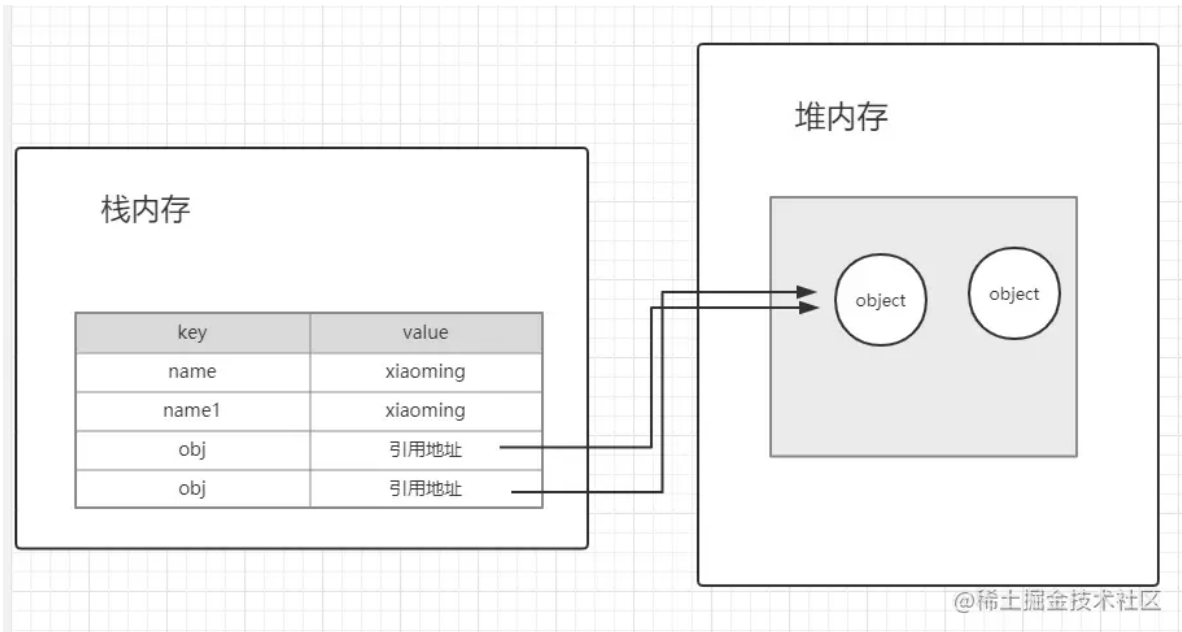 栈内存
key value
name xiaoming
name1 xiaoming
obj 引用地址
obj 引用地址
堆内存
object object
@稀土掘金技术社区